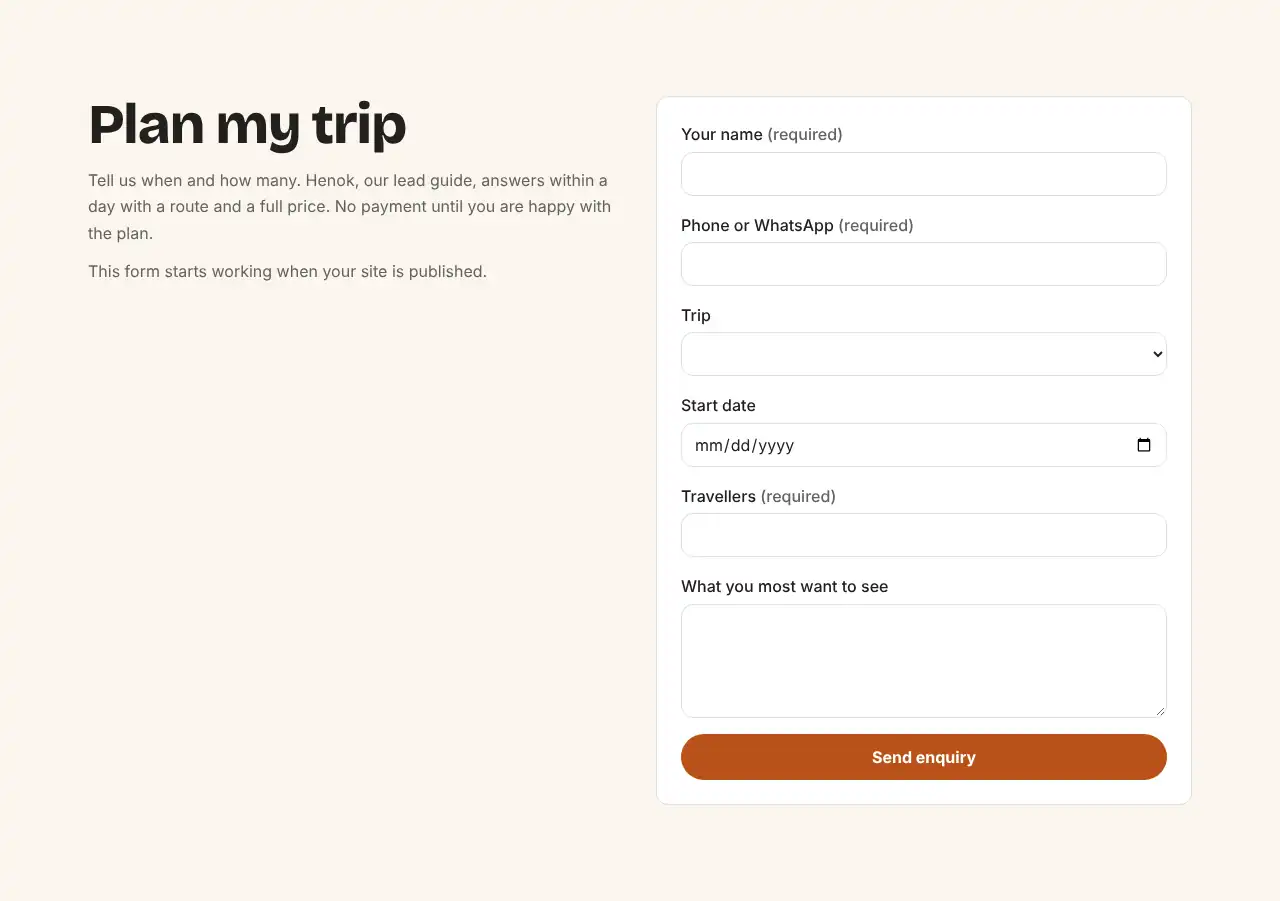 Plan my trip
Tell us when and how many. Henok, our lead guide, answers within a
day with a route and a full price. No payment until you are happy with
the plan.
This form starts working when your site is published.
Your name (required)
Phone or WhatsApp (required)
Trip
Start date
mm/dd/yyyy
Travellers (required)
What you most want to see
Send enquiry